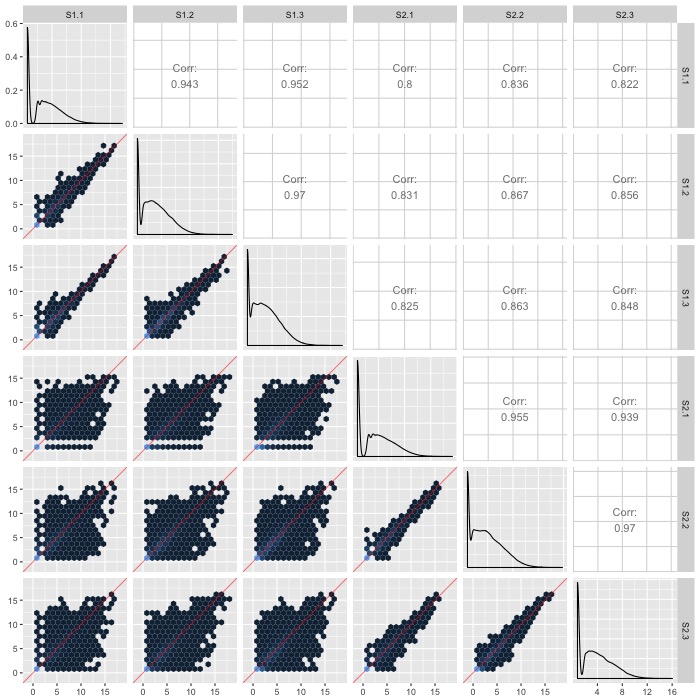 S1.1 S1.2 S1.3 S2.1 S2.2 S2.3
0.6
0.4
0.2
0.0
Corr:
0.943
Corr:
0.952
Corr:
0.8
Corr:
0.836
Corr:
0.822
S1.1
15
10
5
0
Corr:
0.97
Corr:
0.831
Corr:
0.867
Corr:
0.856
S1.2
15
10
5
0
Corr:
0.825
Corr:
0.863
Corr:
0.848
S1.3
15
10
5
0
Corr:
0.955
Corr:
0.939
S2.1
15
10
5
0
Corr:
0.97
S2.2
15
10
5
0
S2.3
0 5 10 15 0 5 10 15 0 5 10 15 0 5 10 15 0 5 10 15 4 8 12 16